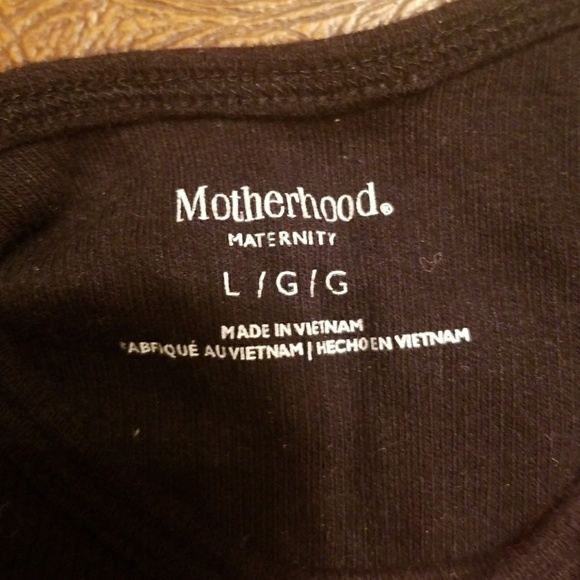 Motherhood®
MATERNITY
L/G/G
MADE IN VIETNAM
FABRIQUÉ AU VIETNAM | HECHO EN VIETNAM